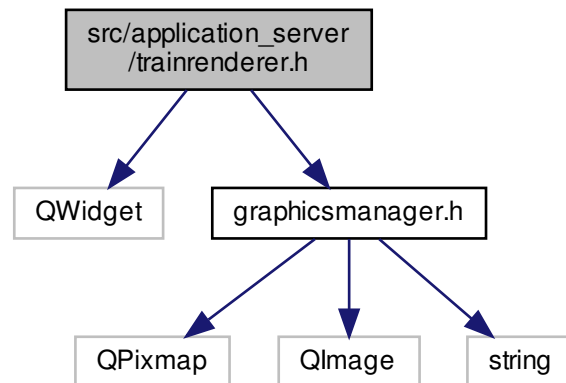 src/application_server
/trainrenderer.h
QWidget
graphicsmanager.h
QPixmap
QImage
string